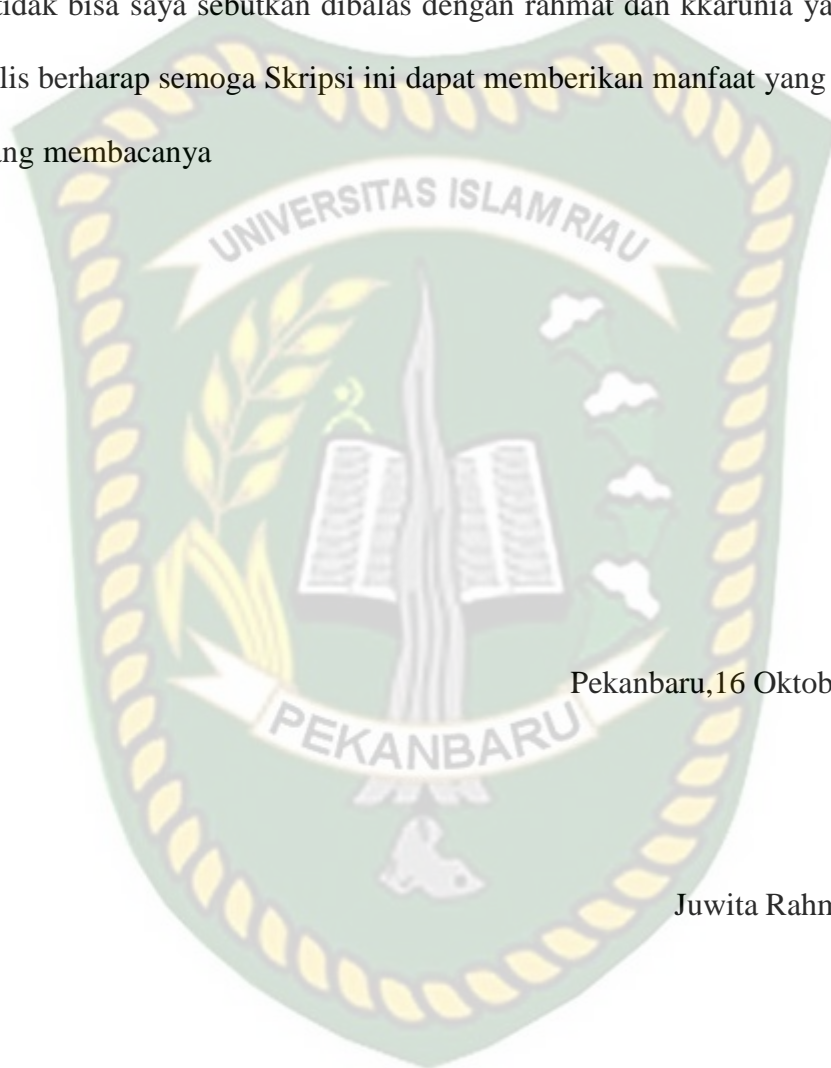 tidak bisa saya sebutkan dibalas dengan rahmat dan kkarunia ya
lis berharap semoga Skripsi ini dapat memberikan manfaat yang
ng membacanya
UNIVERSITAS ISLAM RIAU
Pekanbaru,16 Oktob
PEKANBARU
Juwita Rahm